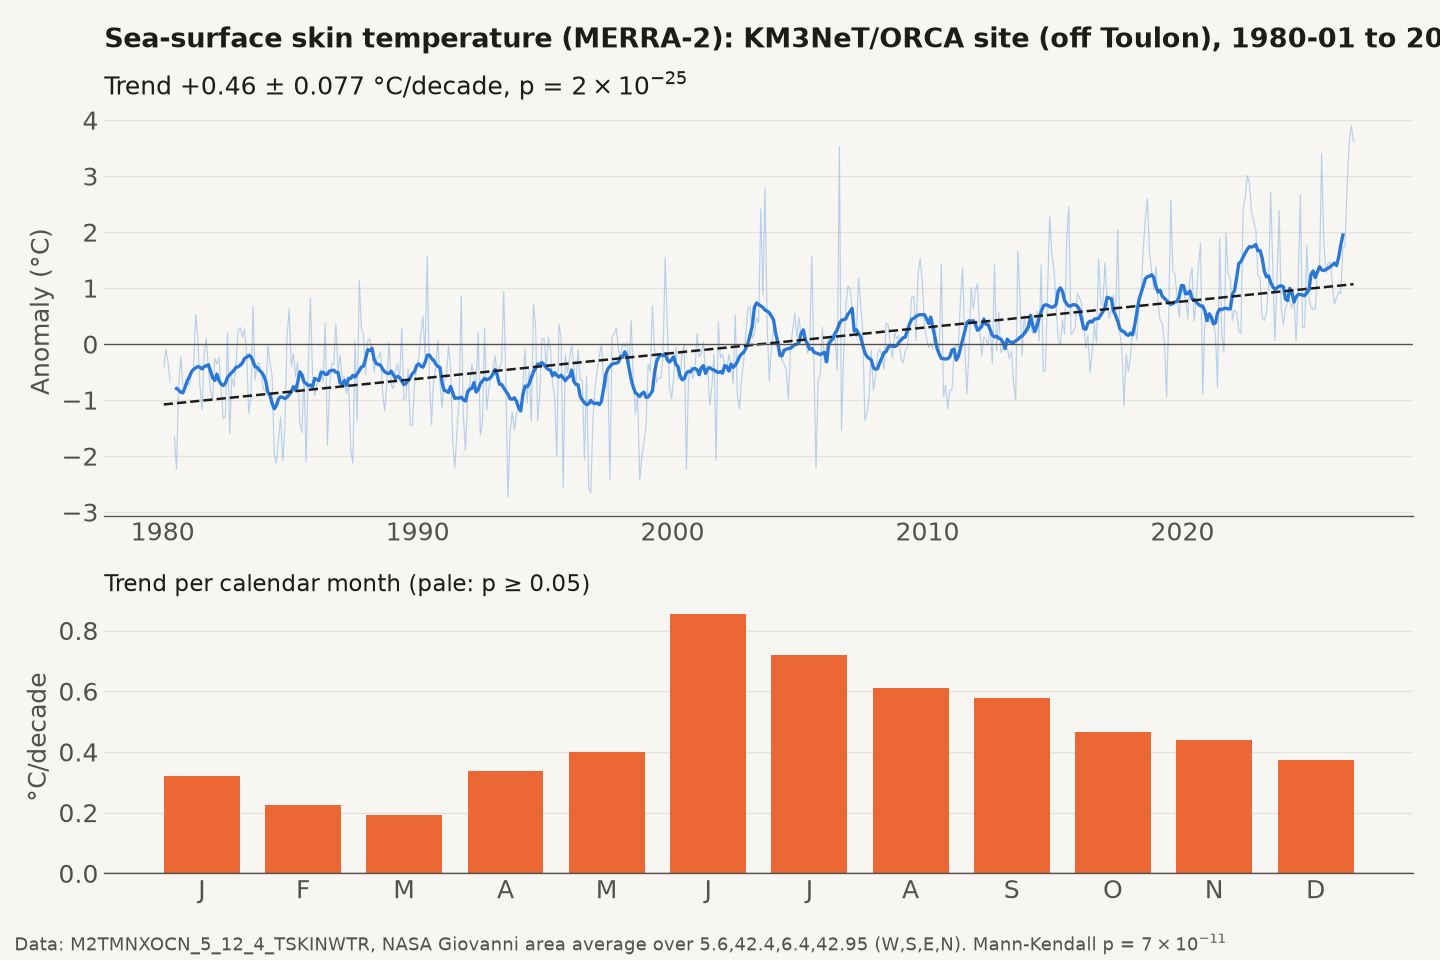 Sea-surface skin temperature (MERRA-2): KM3NeT/ORCA site (off Toulon), 1980-01 to 20
Trend +0.46 ± 0.077 °C/decade, p = 2 × 10⁻²⁵
Anomaly (°C)
4
3
2
1
0
−1
−2
−3
1980 1990 2000 2010 2020
Trend per calendar month (pale: p ≥ 0.05)
°C/decade
0.8
0.6
0.4
0.2
0.0
J F M A M J J A S O N D
Data: M2TMNXOCN_5_12_4_TSKINWTR, NASA Giovanni area average over 5.6,42.4,6.4,42.95 (W,S,E,N). Mann-Kendall p = 7 × 10⁻¹¹